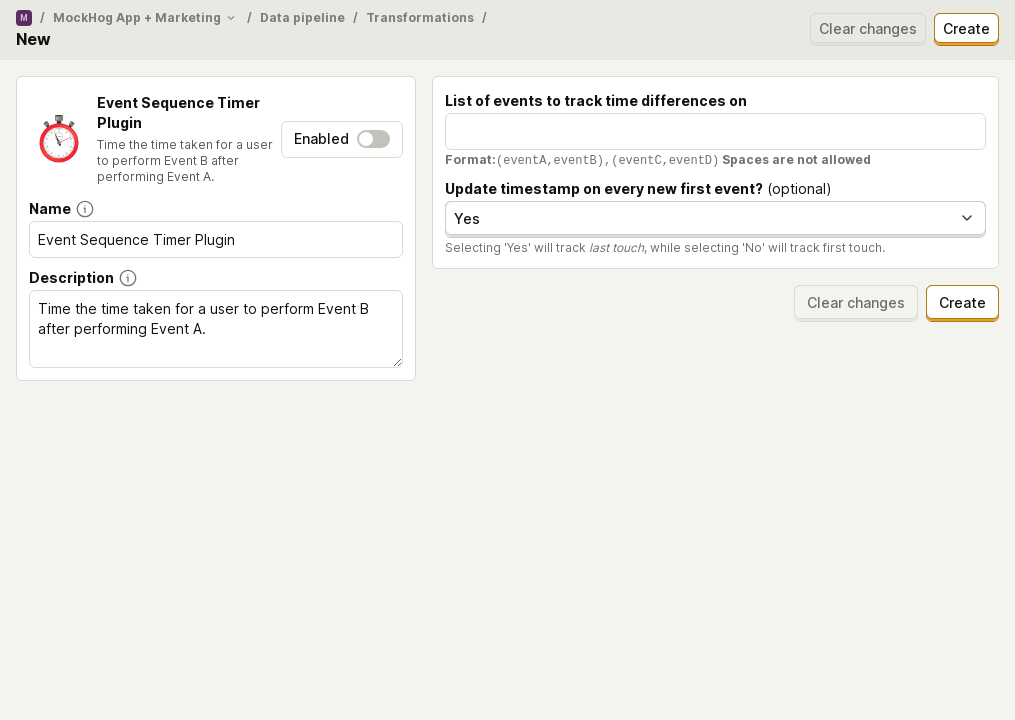 M / MockHog App + Marketing / Data pipeline / Transformations /
New
Clear changes
Create
Event Sequence Timer
Plugin
Time the time taken for a user
to perform Event B after
performing Event A.
Enabled
Name
Event Sequence Timer Plugin
Description
Time the time taken for a user to perform Event B
after performing Event A.
List of events to track time differences on
Format:(eventA,eventB),(eventC,eventD) Spaces are not allowed
Update timestamp on every new first event? (optional)
Yes
Selecting 'Yes' will track last touch, while selecting 'No' will track first touch.
Clear changes
Create